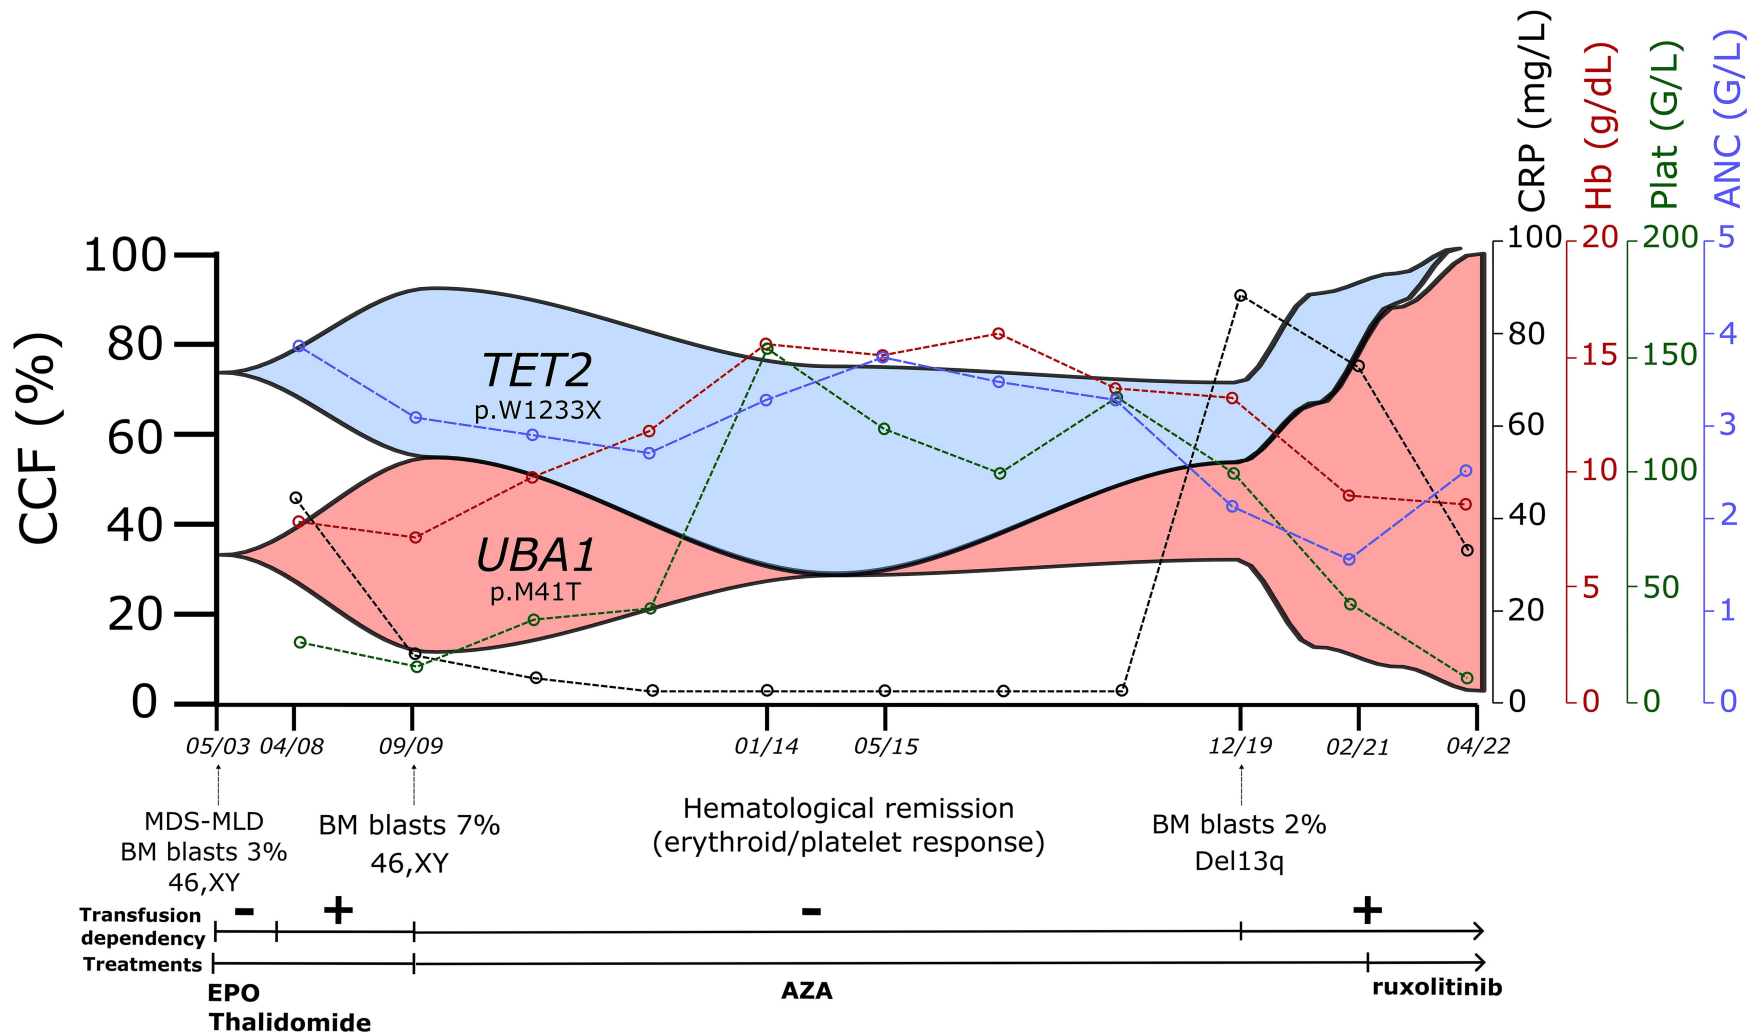 CCF (%)
100
80
60
40
20
0
TET2
p.W1233X
UBA1
p.M41T
CRP (mg/L)
100
80
60
40
20
0
Hb (g/dL)
20
15
10
5
0
Plat (G/L)
200
150
100
50
0
ANC (G/L)
5
4
3
2
1
0
05/03 04/08 09/09 01/14 05/15 12/19 02/21 04/22
MDS-MLD
BM blasts 3%
46,XY
BM blasts 7%
46,XY
Hematological remission
(erythroid/platelet response)
BM blasts 2%
Del13q
Transfusion
dependency
- + - +
Treatments
EPO
Thalidomide
AZA
ruxolitinib